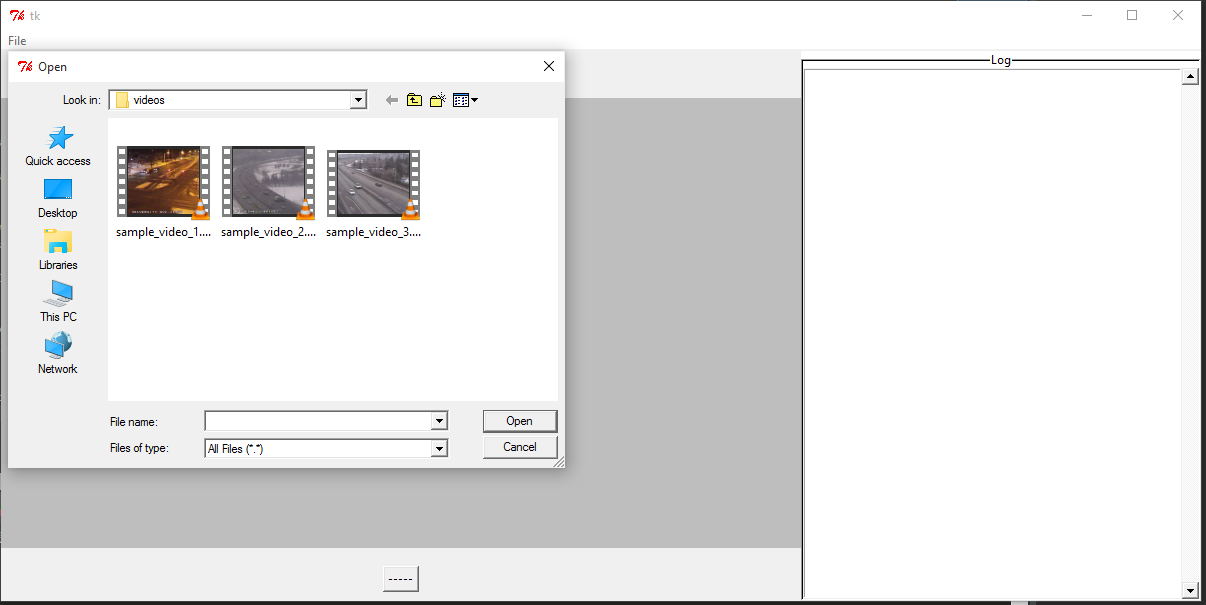 tk
File
Open
Look in:
videos
Quick access
Desktop
Libraries
This PC
Network
sample_video_1....
sample_video_2....
sample_video_3....
File name:
Open
Files of type:
All Files (*.*)
Cancel
Log
-----